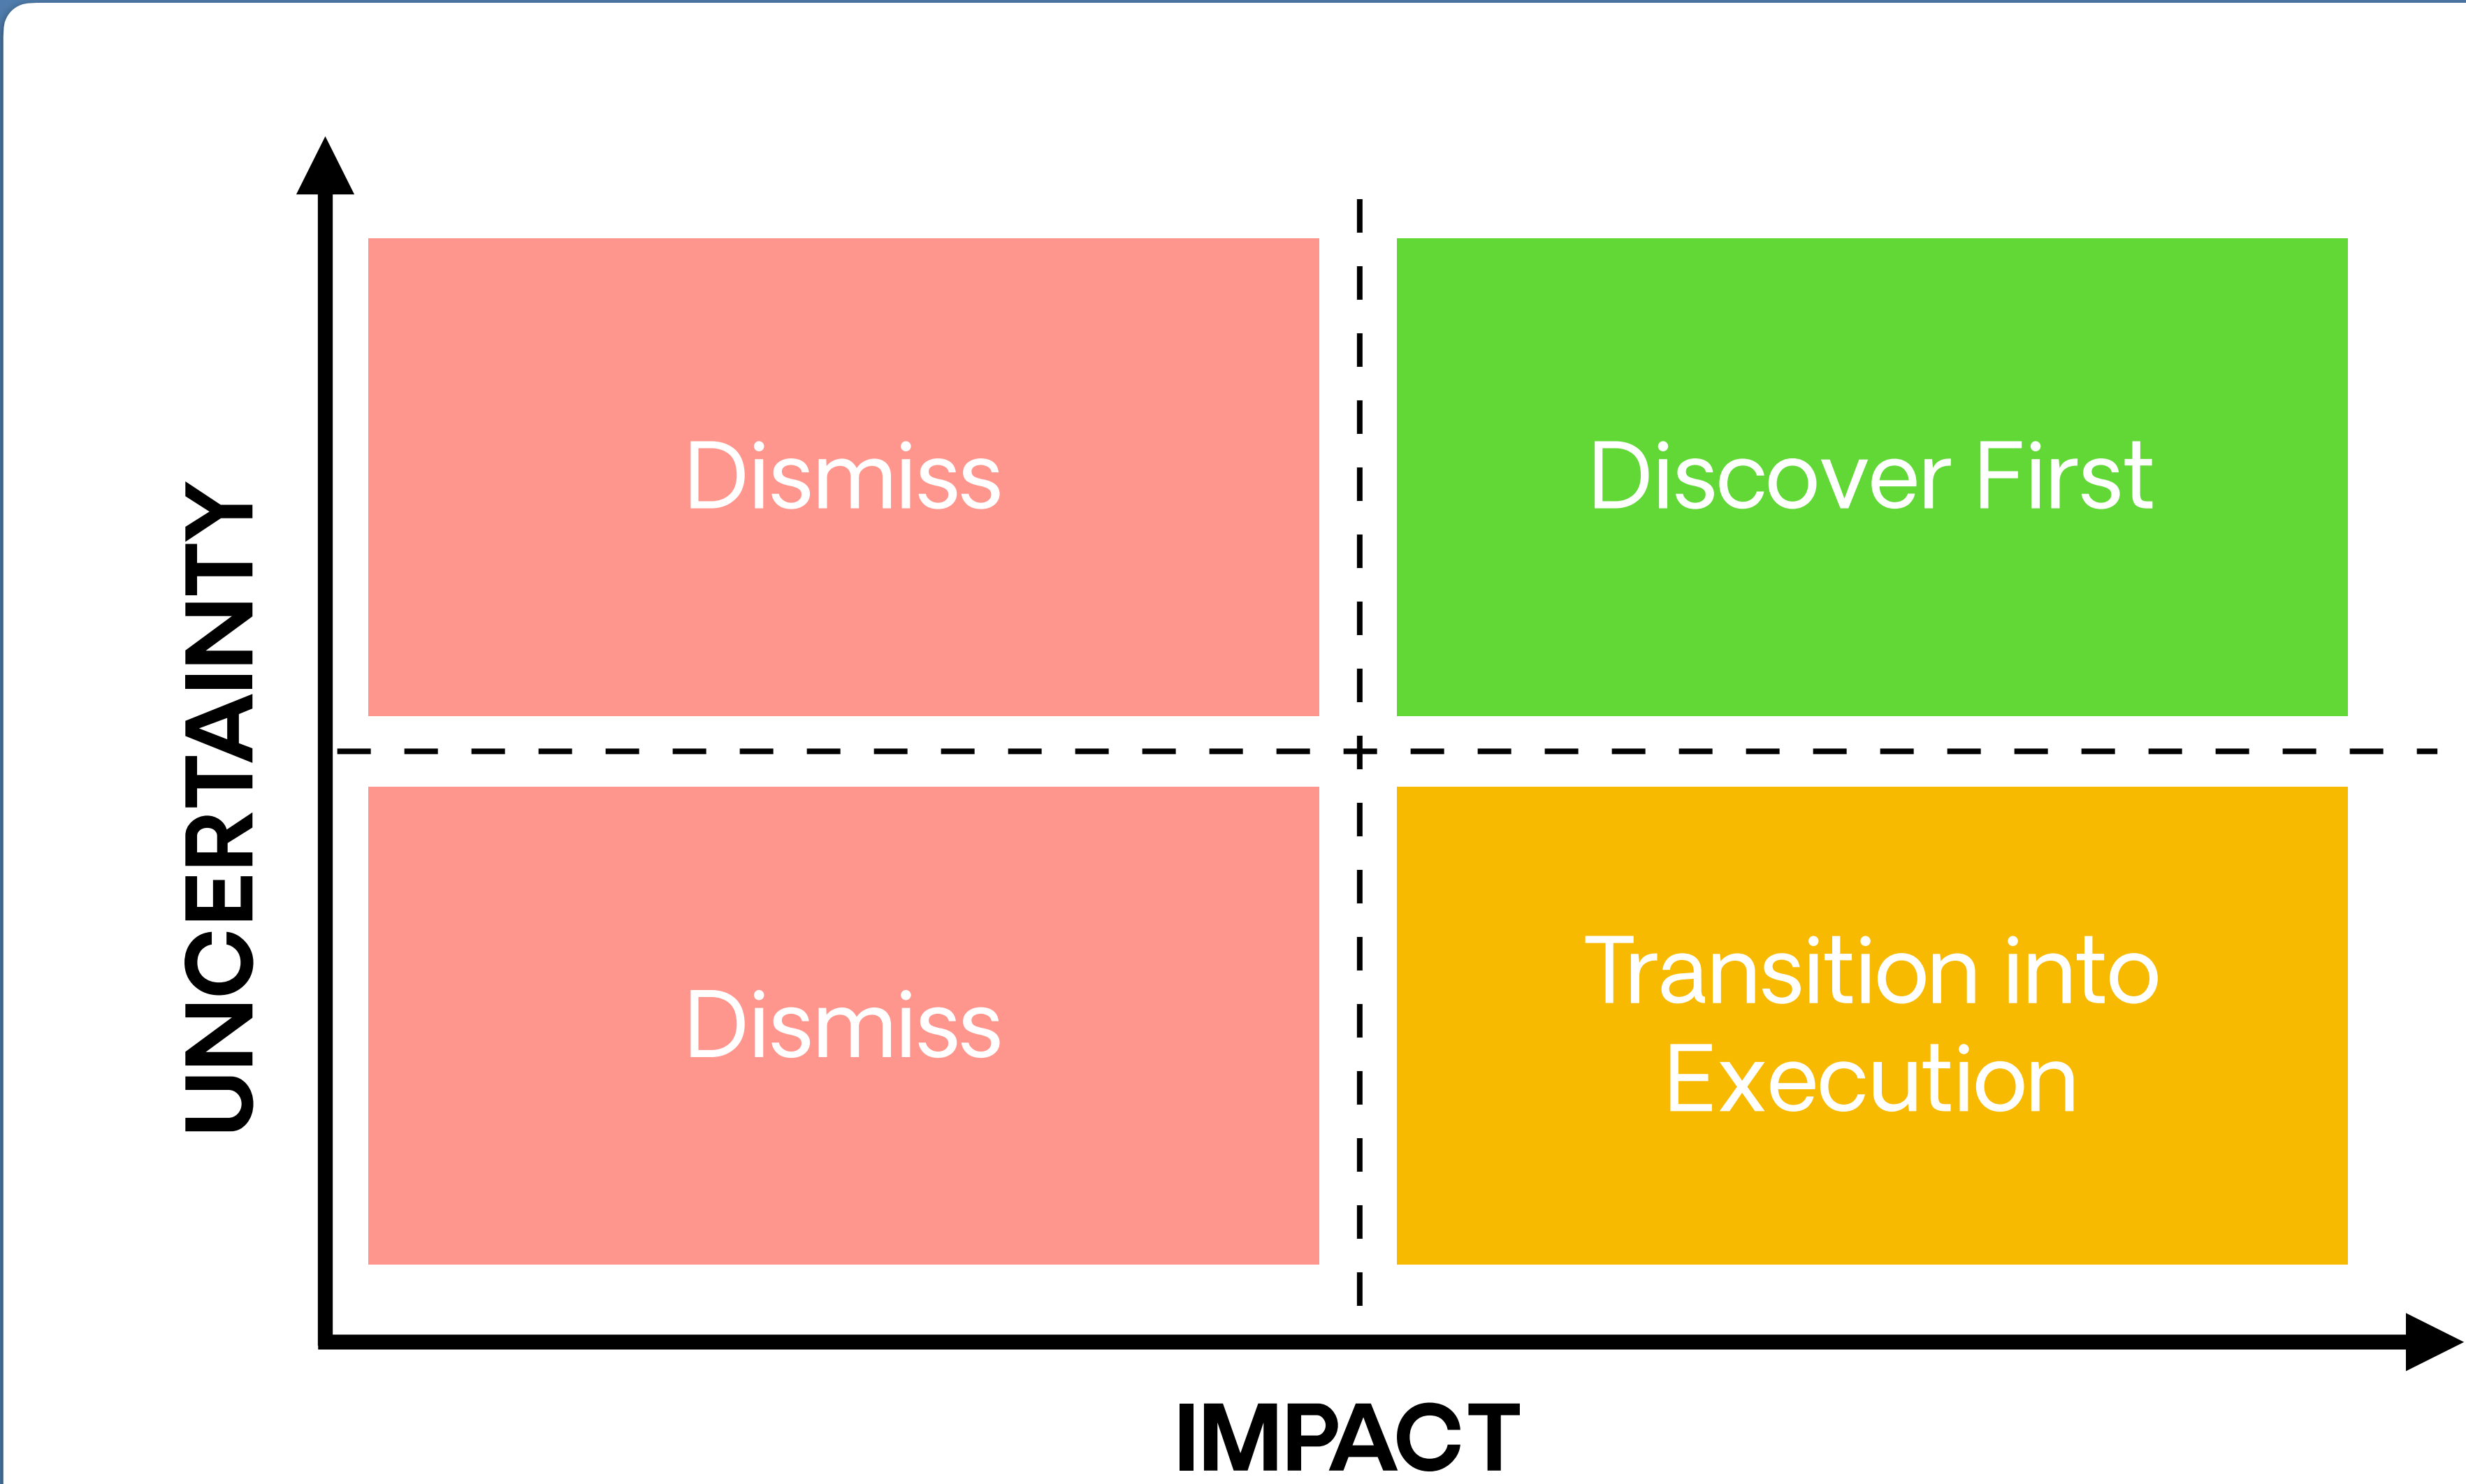 UNCERTAINTY
Dismiss
Discover First
Dismiss
Transition into
Execution
IMPACT